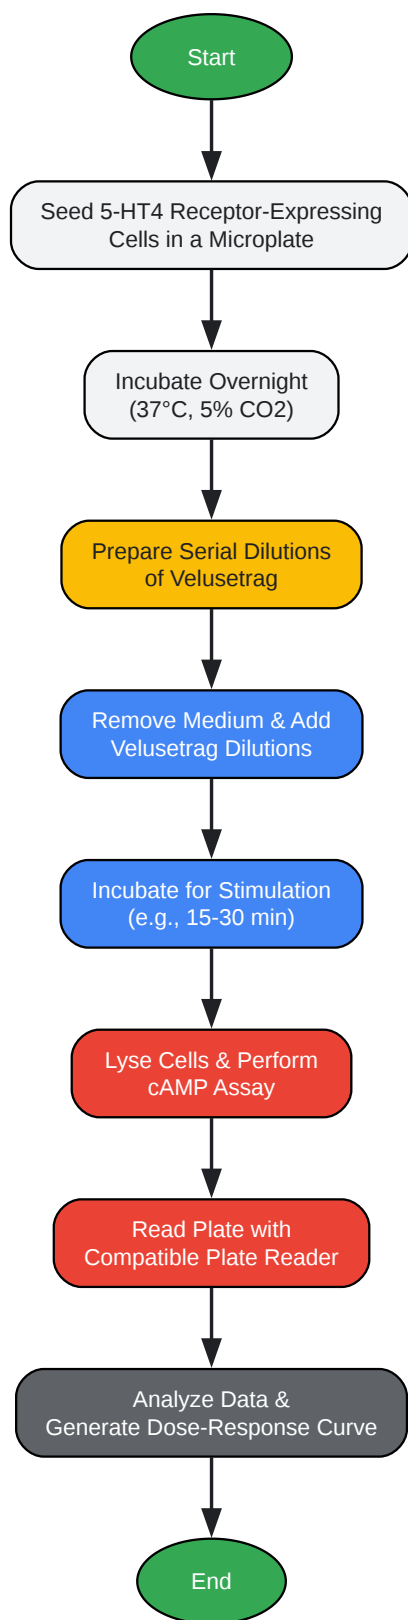 Start
Seed 5-HT4 Receptor-Expressing
Cells in a Microplate
Incubate Overnight
(37°C, 5% CO2)
Prepare Serial Dilutions
of Velusetrag
Remove Medium & Add
Velusetrag Dilutions
Incubate for Stimulation
(e.g., 15-30 min)
Lyse Cells & Perform
cAMP Assay
Read Plate with
Compatible Plate Reader
Analyze Data &
Generate Dose-Response Curve
End